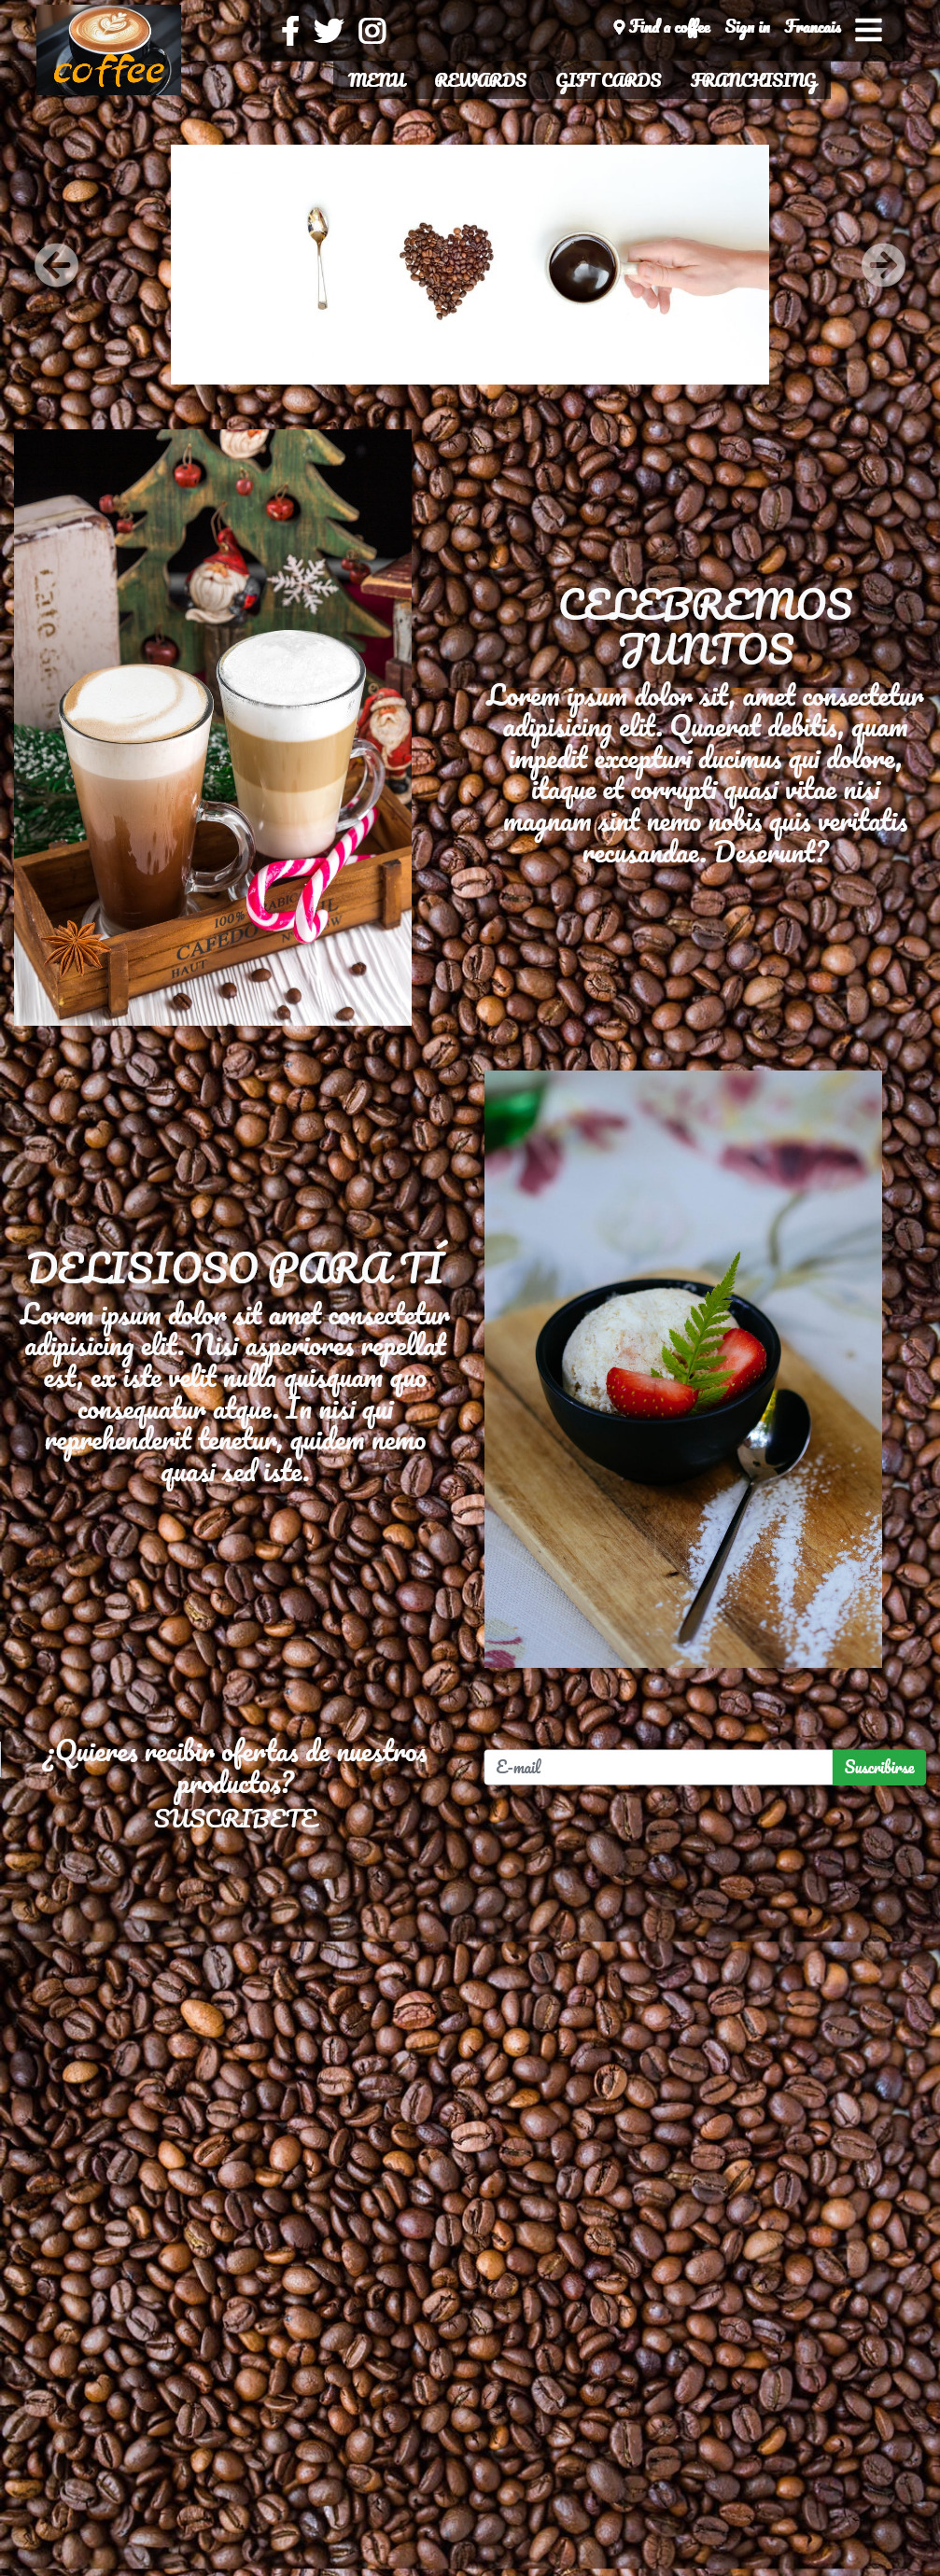 coffee
Find a coffee Sign in Francais
MENU REWARDS GIFT CARDS FRANCHISING
CELEBREMOS
JUNTOS
Lorem ipsum dolor sit, amet consectetur
adipisicing elit. Quaerat debitis, quam
impedit excepturi ducimus qui dolore,
itaque et corrupti quasi vitae nisi
magnam sint nemo nobis quis veritatis
recusandae. Deserunt?
100%
HAUT
DELISIOSO PARA TÍ
Lorem ipsum dolor sit amet consectetur
adipisicing elit. Nisi asperiores repellat
est, ex iste velit nulla quisquam quo
consequatur atque. In nisi qui
reprehenderit tenetur, quidem nemo
quasi sed iste.
¿Quieres recibir ofertas de nuestros
productos?
SUSCRIBETE
E-mail
Suscribirse